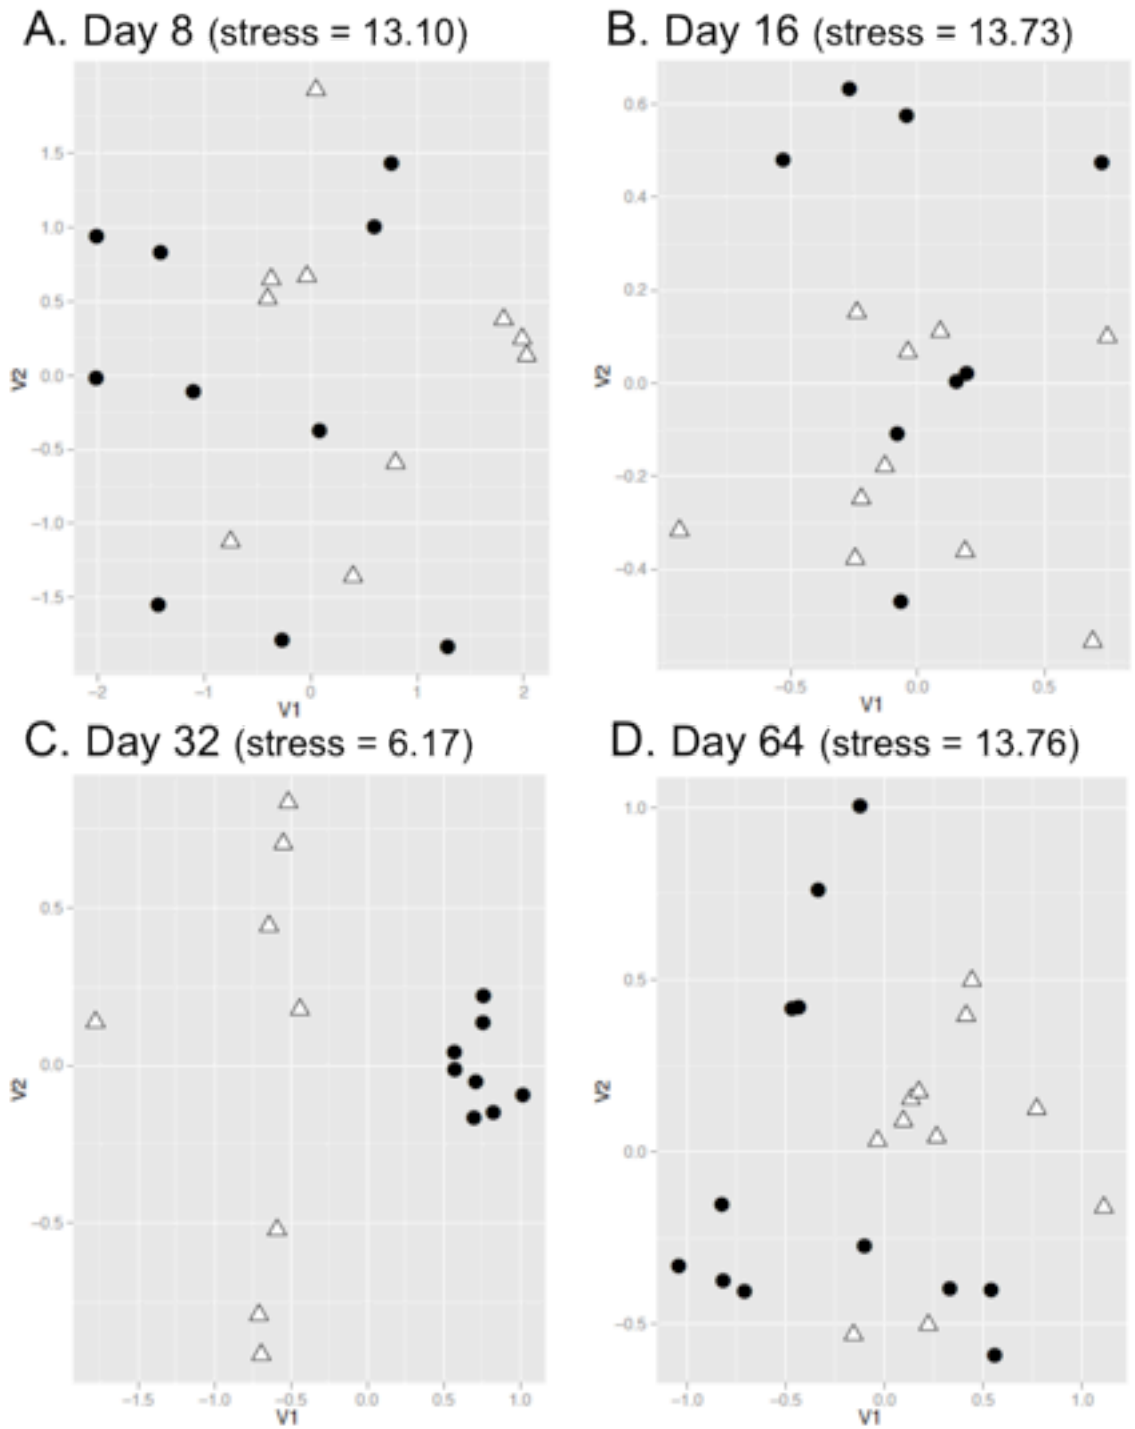 A. Day 8 (stress = 13.10)
B. Day 16 (stress = 13.73)
1.5
1.0
0.5
0.0
−0.5
−1.0
−1.5
V2
−2 −1 0 1 2
V1
0.6
0.4
0.2
0.0
−0.2
−0.4
V2
−0.5 0.0 0.5
V1
C. Day 32 (stress = 6.17)
D. Day 64 (stress = 13.76)
0.5
0.0
−0.5
V2
−1.5 −1.0 −0.5 0.0 0.5 1.0
V1
1.0
0.5
0.0
−0.5
V2
−1.0 −0.5 0.0 0.5 1.0
V1